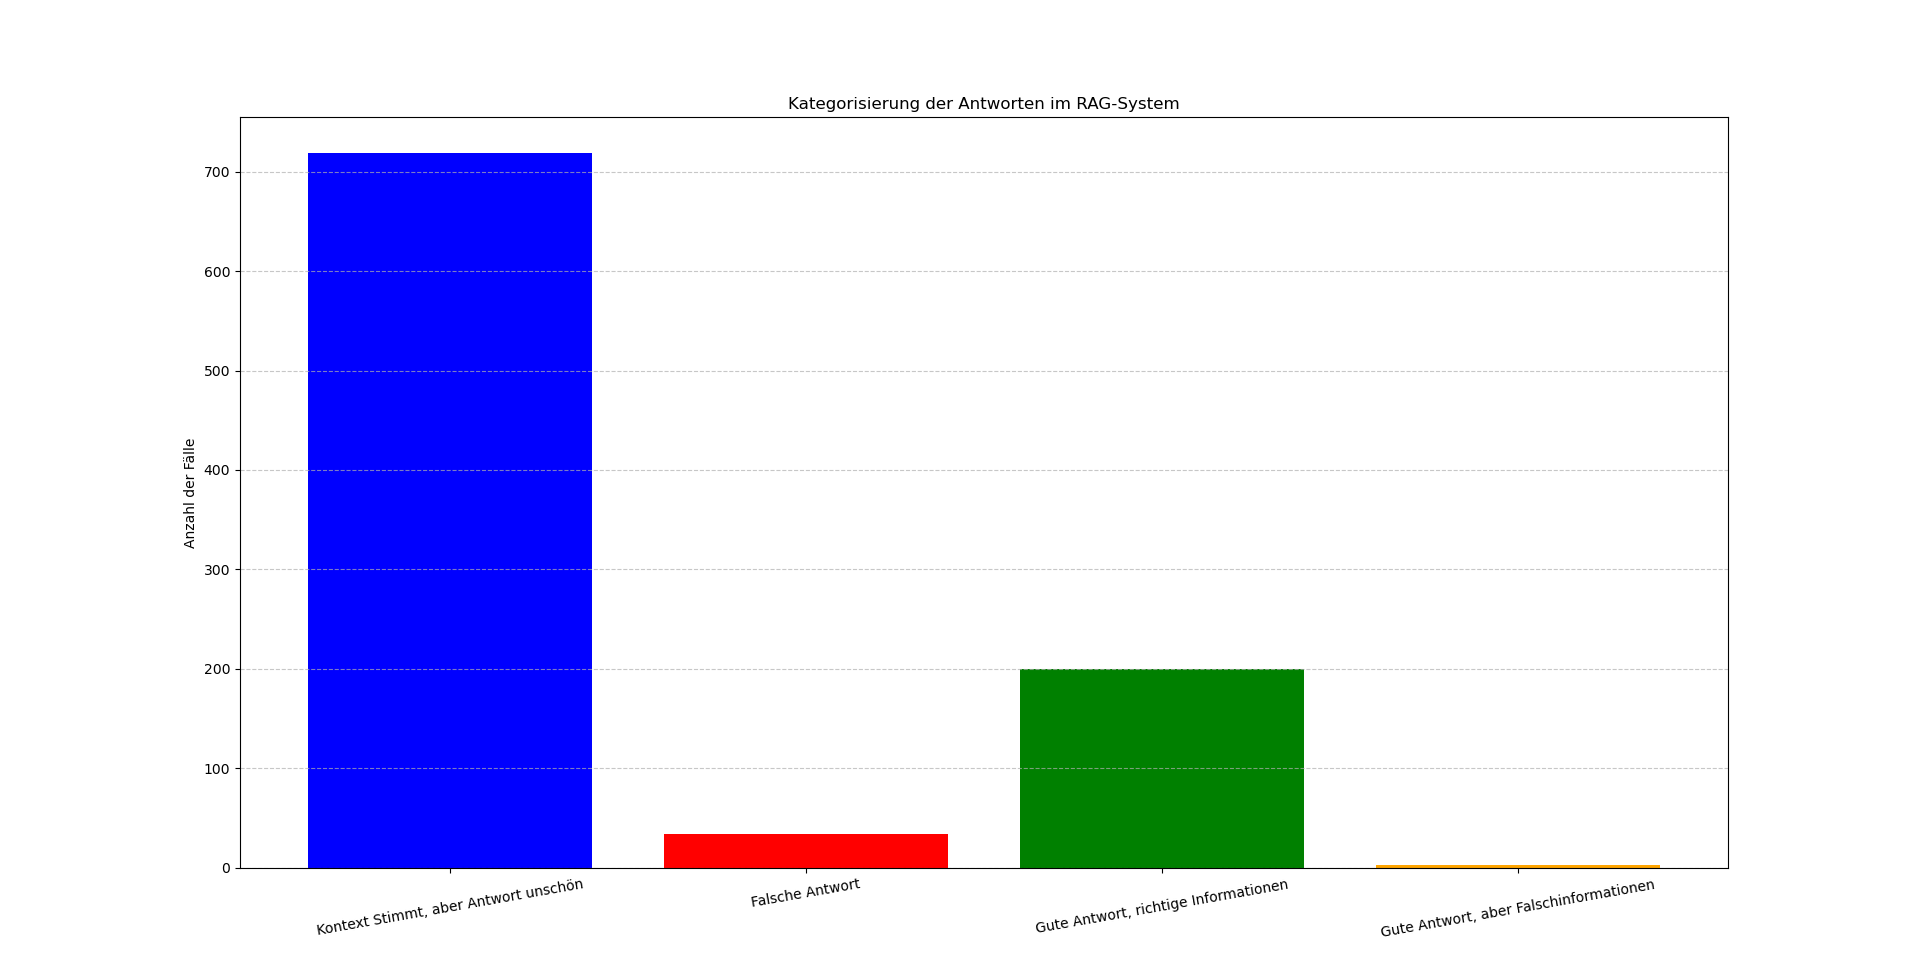 Kategorisierung der Antworten im RAG-System
Anzahl der Fälle
700
600
500
400
300
200
100
0
Kontext Stimmt, aber Antwort unschön
Falsche Antwort
Gute Antwort, richtige Informationen
Gute Antwort, aber Falschinformationen